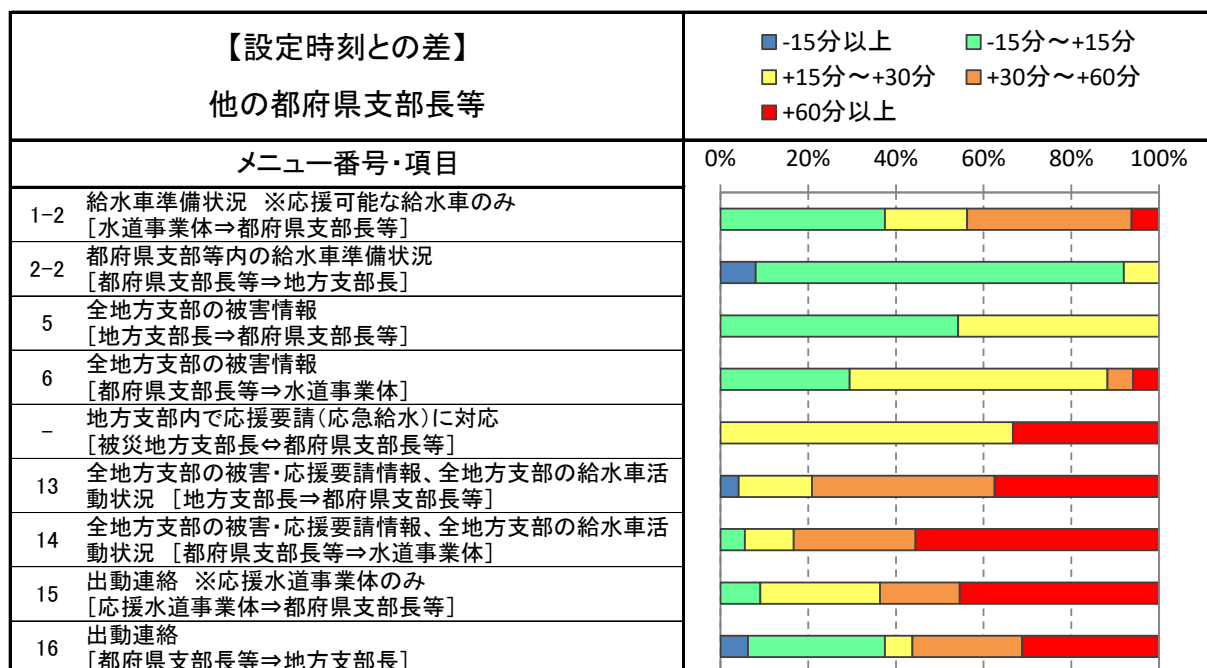 【設定時刻との差】
他の都府県支部長等
-15分以上
-15分～+15分
+15分～+30分
+30分～+60分
+60分以上
メニュー番号・項目
0% 20% 40% 60% 80% 100%
1-2 給水車準備状況 ※応援可能な給水車のみ
[水道事業体⇒都府県支部長等]
2-2 都府県支部等内の給水車準備状況
[都府県支部長等⇒地方支部長]
5 全地方支部の被害情報
[地方支部長⇒都府県支部長等]
6 全地方支部の被害情報
[都府県支部長等⇒水道事業体]
- 地方支部内で応援要請(応急給水)に対応
[被災地方支部長⇔都府県支部長等]
13 全地方支部の被害・応援要請情報、全地方支部の給水車活
動状況 [地方支部長⇒都府県支部長等]
14 全地方支部の被害・応援要請情報、全地方支部の給水車活
動状況 [都府県支部長等⇒水道事業体]
15 出動連絡 ※応援水道事業体のみ
[応援水道事業体⇒都府県支部長等]
16 出動連絡
[都府県支部長等⇒地方支部長]